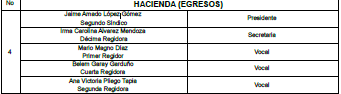 No HACIENDA (EGRESOS)
Jaime Amado López Gómez
Segundo Síndico
Presidente
Irma Carolina Alvarez Mendoza
Décima Regidora
Secretaria
4
Mario Magno Díaz
Primer Regidor
Vocal
Belem Garay Garduño
Cuarta Regidora
Vocal
Ana Victoria Pliego Tapia
Segunda Regidora
Vocal